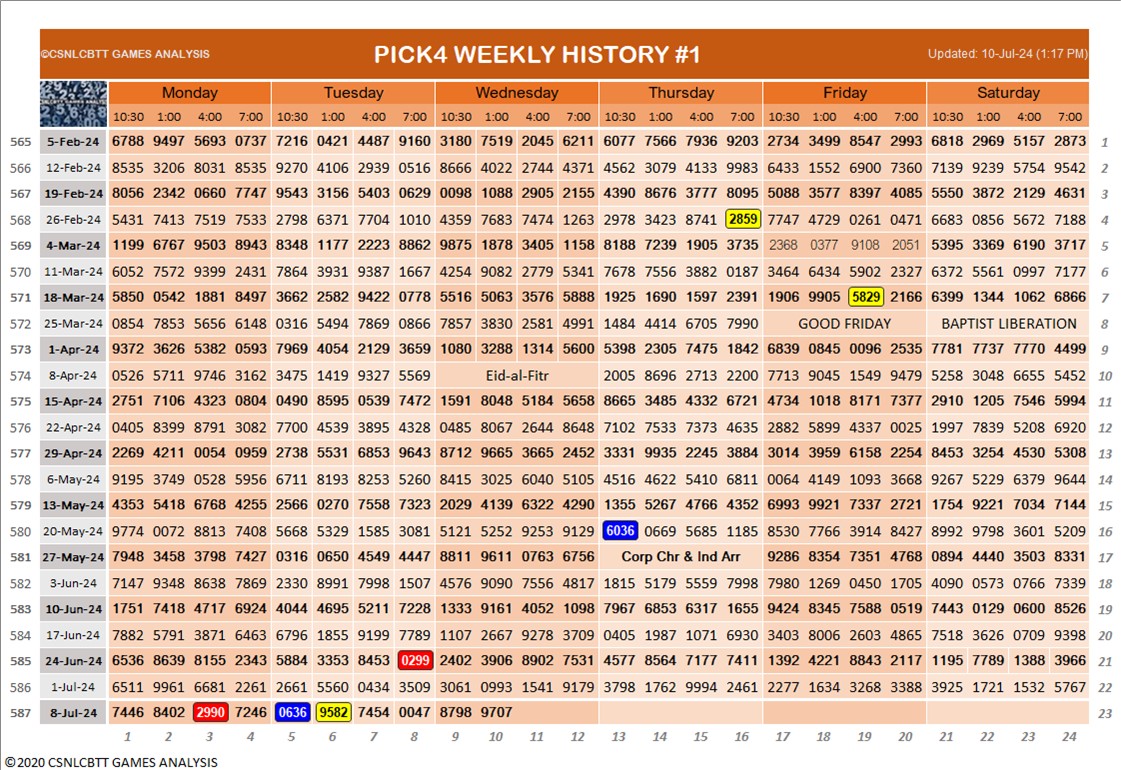 ©CSNLCBTT GAMES ANALYSIS PICK4 WEEKLY HISTORY #1 Updated: 10-Jul-24 (1:17 PM)
Monday Tuesday Wednesday Thursday Friday Saturday
10:30 1:00 4:00 7:00 10:30 1:00 4:00 7:00 10:30 1:00 4:00 7:00 10:30 1:00 4:00 7:00 10:30 1:00 4:00 7:00 10:30 1:00 4:00 7:00
565 5-Feb-24 6788 9497 5693 0737 7216 0421 4487 9160 3180 7519 2045 6211 6077 7566 7936 9203 2734 3499 8547 2993 6818 2969 5157 2873 1
566 12-Feb-24 8535 3206 8031 8535 9270 4106 2939 0516 8666 4022 2744 4371 4562 3079 4133 9983 6433 1552 6900 7360 7139 9239 5754 9542 2
567 19-Feb-24 8056 2342 0660 7747 9543 3156 5403 0629 0098 1088 2905 2155 4390 8676 3777 8095 5088 3577 8397 4085 5550 3872 2129 4631 3
568 26-Feb-24 5431 7413 7519 7533 2798 6371 7704 1010 4359 7683 7474 1263 2978 3423 8741 2859 7747 4729 0261 0471 6683 0856 5672 7188 4
569 4-Mar-24 1199 6767 9503 8943 8348 1177 2223 8862 9875 1878 3405 1158 8188 7239 1905 3735 2368 0377 9108 2051 5395 3369 6190 3717 5
570 11-Mar-24 6052 7572 9399 2431 7864 3931 9387 1667 4254 9082 2779 5341 7678 7556 3882 0187 3464 6434 5902 2327 6372 5561 0997 7177 6
571 18-Mar-24 5850 0542 1881 8497 3662 2582 9422 0778 5516 5063 3576 5888 1925 1690 1597 2391 1906 9905 5829 2166 6399 1344 1062 6866 7
572 25-Mar-24 0854 7853 5656 6148 0316 5494 7869 0866 7857 3830 2581 4991 1484 4414 6705 7990 GOOD FRIDAY BAPTIST LIBERATION 8
573 1-Apr-24 9372 3626 5382 0593 7969 4054 2129 3659 1080 3288 1314 5600 5398 2305 7475 1842 6839 0845 0096 2535 7781 7737 7770 4499 9
574 8-Apr-24 0526 5711 9746 3162 3475 1419 9327 5569 Eid-al-Fitr 2005 8696 2713 2200 7713 9045 1549 9479 5258 3048 6655 5452 10
575 15-Apr-24 2751 7106 4323 0804 0490 8595 0539 7472 1591 8048 5184 5658 8665 3485 4332 6721 4734 1018 8171 7377 2910 1205 7546 5994 11
576 22-Apr-24 0405 8399 8791 3082 7700 4539 3895 4328 0485 8067 2644 8648 7102 7533 7373 4635 2882 5899 4337 0025 1997 7839 5208 6920 12
577 29-Apr-24 2269 4211 0054 0959 2738 5531 6853 9643 8712 9665 3665 2452 3331 9935 2245 3884 3014 3959 6158 2254 8453 3254 4530 5308 13
578 6-May-24 9195 3749 0528 5956 6711 8193 8253 5260 8415 3025 6040 5105 4516 4622 5410 6811 0064 4149 1093 3668 9267 5229 6379 9644 14
579 13-May-24 4353 5418 6768 4255 2566 0270 7558 7323 2029 4139 6322 4290 1355 5267 4766 4352 6993 9921 7337 2721 1754 9221 7034 7144 15
580 20-May-24 9774 0072 8813 7408 5668 5329 1585 3081 5121 5252 9253 9129 6036 0669 5685 1185 8530 7766 3914 8427 8992 9798 3601 5209 16
581 27-May-24 7948 3458 3798 7427 0316 0650 4549 4447 8811 9611 0763 6756 Corp Chr & Ind Arr 9286 8354 7351 4768 0894 4440 3503 8331 17
582 3-Jun-24 7147 9348 8638 7869 2330 8991 7998 1507 4576 9090 7556 4817 1815 5179 5559 7998 7980 1269 0450 1705 4090 0573 0766 7339 18
583 10-Jun-24 1751 7418 4717 6924 4044 4695 5211 7228 1333 9161 4052 1098 7967 6853 6317 1655 9424 8345 7588 0519 7443 0129 0600 8526 19
584 17-Jun-24 7882 5791 3871 6463 6796 1855 9199 7789 1107 2667 9278 3709 0405 1987 1071 6930 3403 8006 2603 4865 7518 3626 0709 9398 20
585 24-Jun-24 6536 8639 8155 2343 5884 3353 8453 0299 2402 3906 8902 7531 4577 8564 7177 7411 1392 4221 8843 2117 1195 7789 1388 3966 21
586 1-Jul-24 6511 9961 6681 2261 2661 5560 0434 3509 3061 0993 1541 9179 3798 1762 9994 2461 2277 1634 3268 3388 3925 1721 1532 5767 22
587 8-Jul-24 7446 8402 2990 7246 0636 9582 7454 0047 8798 9707 23
1 2 3 4 5 6 7 8 9 10 11 12 13 14 15 16 17 18 19 20 21 22 23 24
©2020 CSNLCBTT GAMES ANALYSIS